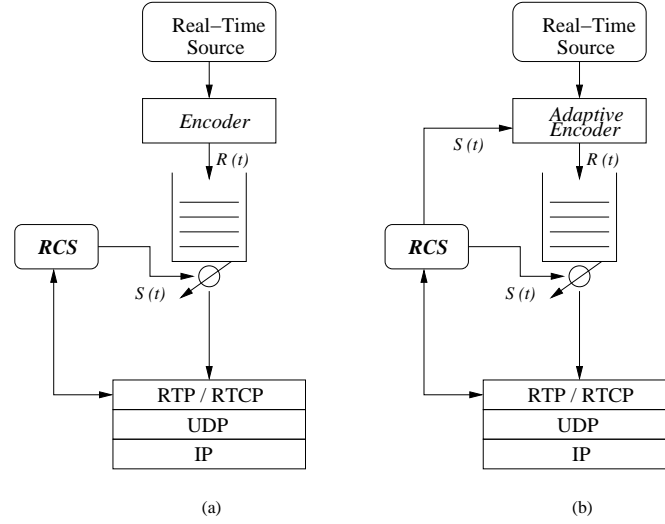 Real−Time
Source
Encoder
R (t)
RCS
S (t)
RTP / RTCP
UDP
IP
(a)
Real−Time
Source
Adaptive
Encoder
S (t)
R (t)
RCS
S (t)
RTP / RTCP
UDP
IP
(b)